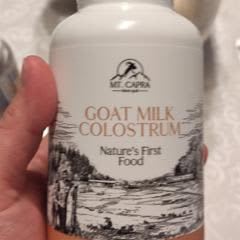 MT. CAPRA
GOAT MILK
COLOSTRUM
Nature's First
Food